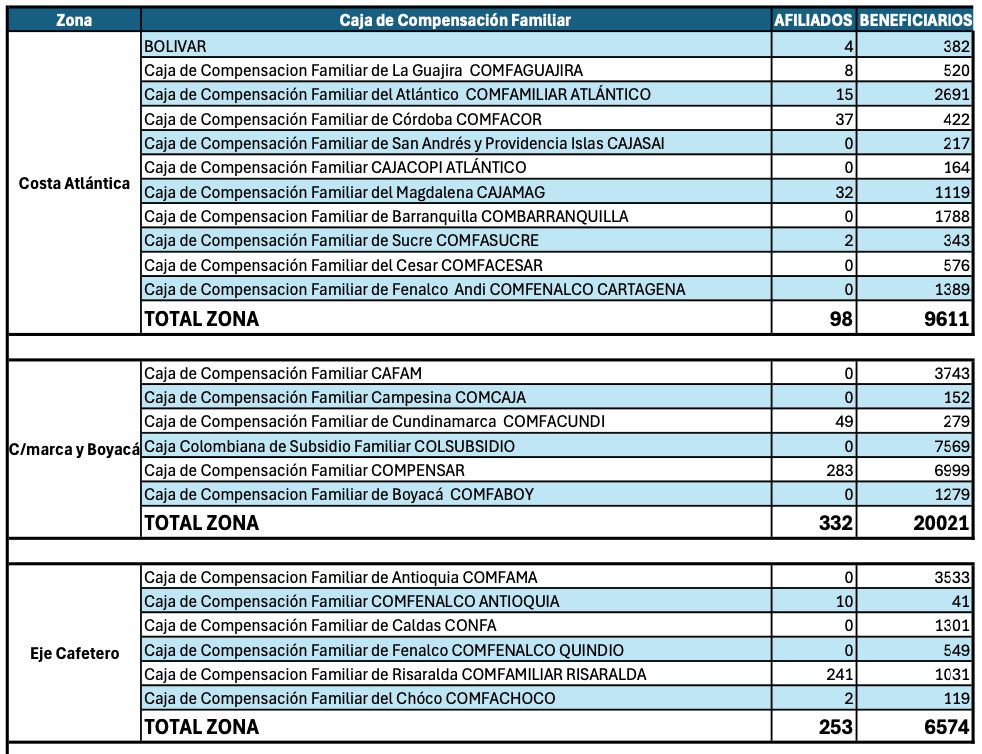 Zona Caja de Compensación Familiar AFILIADOS BENEFICIARIOS
BOLIVAR 4 382
Caja de Compensacion Familiar de La Guajira COMFAGUAJIRA 8 520
Caja de Compensación Familiar del Atlántico COMFAMILIAR ATLÁNTICO 15 2691
Caja de Compensación Familiar de Córdoba COMFACOR 37 422
Caja de Compensación Familiar de San Andrés y Providencia Islas CAJASAI 0 217
Caja de Compensación Familiar CAJACOPI ATLÁNTICO 0 164
Costa Atlántica
Caja de Compensación Familiar del Magdalena CAJAMAG 32 1119
Caja de Compensación Familiar de Barranquilla COMBARRANQUILLA 0 1788
Caja de Compensación Familiar de Sucre COMFASUCRE 2 343
Caja de Compensación Familiar del Cesar COMFACESAR 0 576
Caja de Compensación Familiar de Fenalco Andi COMFENALCO CARTAGENA 0 1389
TOTAL ZONA 98 9611
Caja de Compensación Familiar CAFAM 0 3743
Caja de Compensación Familiar Campesina COMCAJA 0 152
Caja de Compensación Familiar de Cundinamarca COMFACUNDI 49 279
C/marca y Boyacá Caja Colombiana de Subsidio Familiar COLSUBSIDIO 0 7569
Caja de Compensación Familiar COMPENSAR 283 6999
Caja de Compensacion Familiar de Boyacá COMFABOY 0 1279
TOTAL ZONA 332 20021
Caja de Compensacion Familiar de Antioquia COMFAMA 0 3533
Caja de Compensación Familiar COMFENALCO ANTIOQUIA 10 41
Caja de Compensación Familiar de Caldas CONFA 0 1301
Eje Cafetero Caja de Compensación Familiar de Fenalco COMFENALCO QUINDIO 0 549
Caja de Compensación Familiar de Risaralda COMFAMILIAR RISARALDA 241 1031
Caja de Compensación Familiar del Chóco COMFACHOCO 2 119
TOTAL ZONA 253 6574